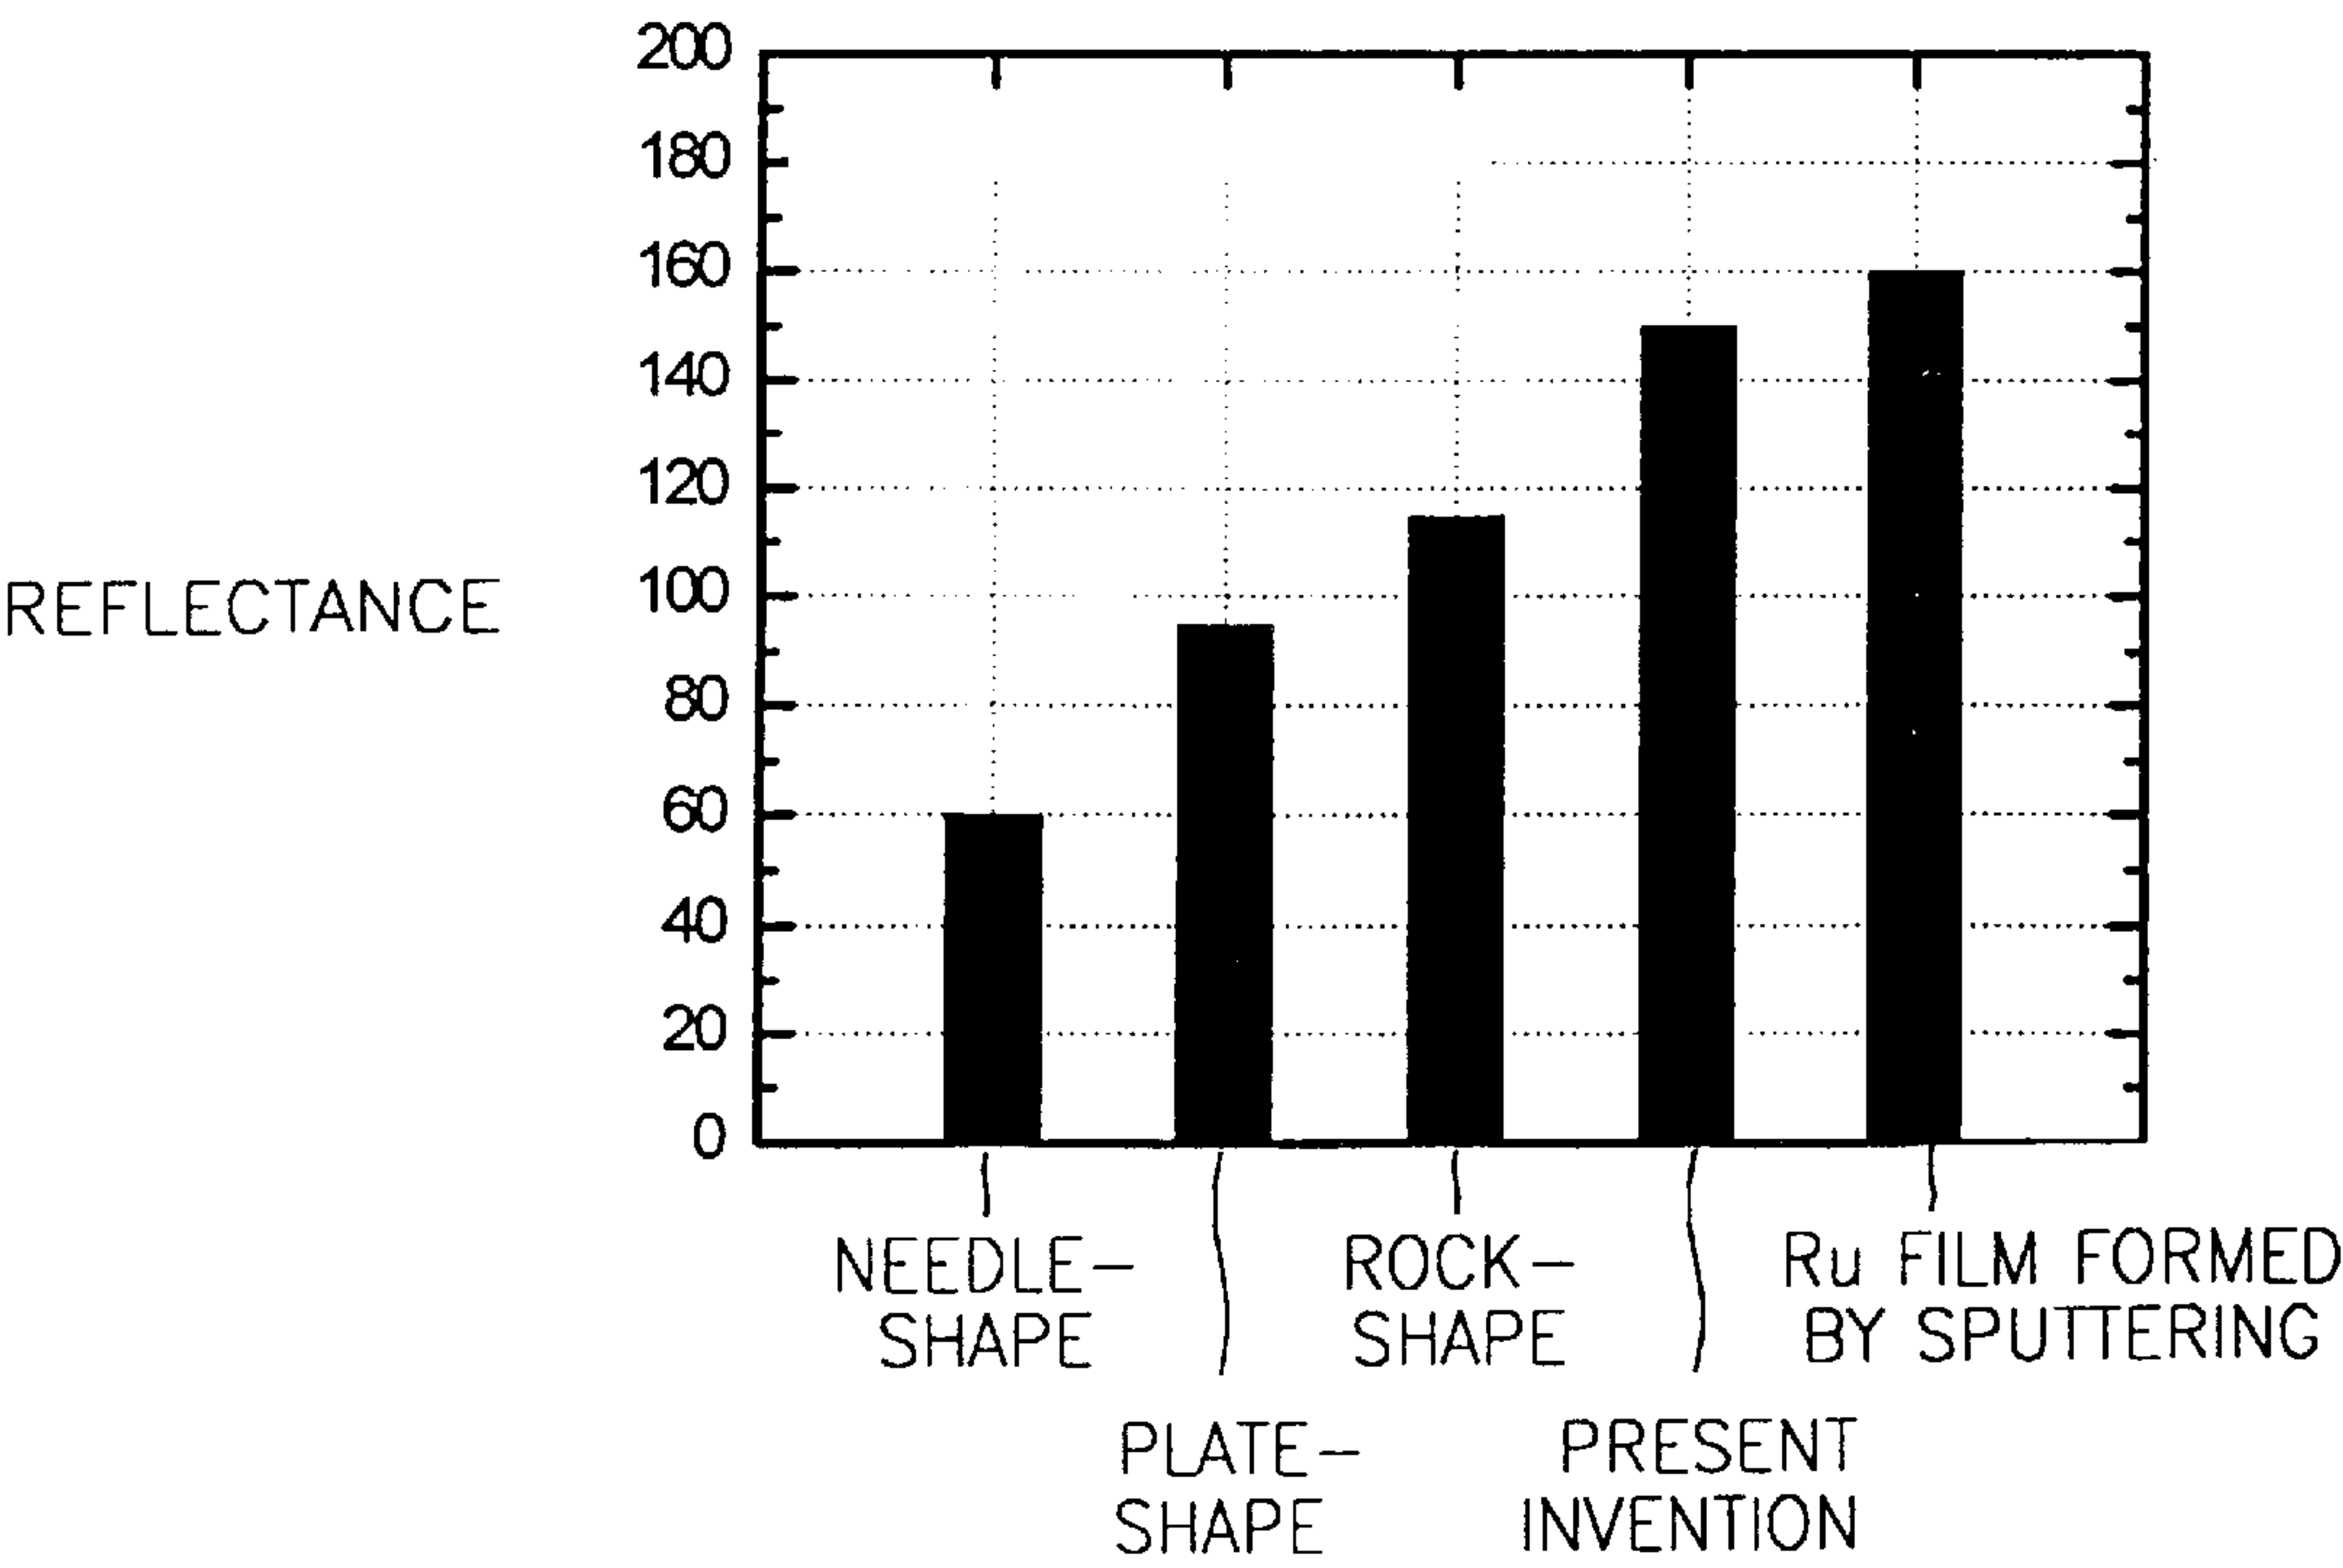 200
180
160
140
120
100
80
60
40
20
0
REFLECTANCE
NEEDLE-
SHAPE
PLATE-
SHAPE
ROCK-
SHAPE
PRESENT
INVENTION
Ru FILM FORMED
BY SPUTTERING